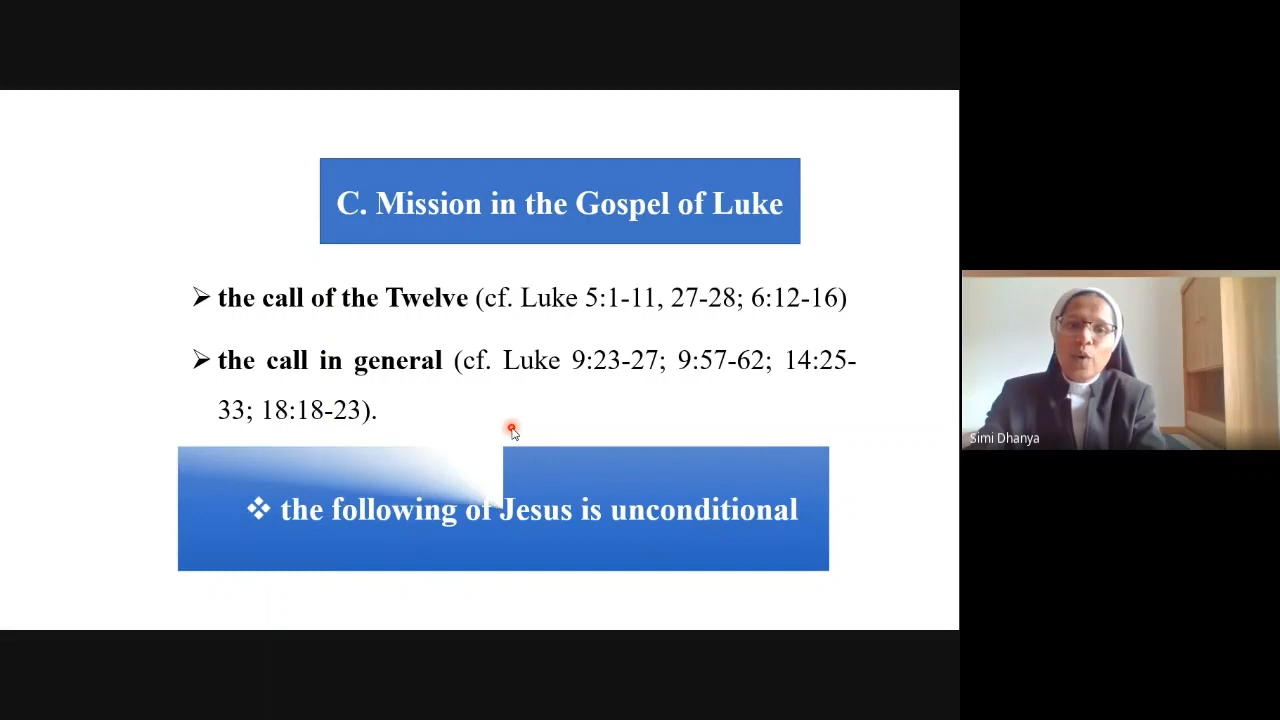 C. Mission in the Gospel of Luke
➢ the call of the Twelve (cf. Luke 5:1-11, 27-28; 6:12-16)
➢ the call in general (cf. Luke 9:23-27; 9:57-62; 14:25-
33; 18:18-23).
❖ the following of Jesus is unconditional
Simi Dhanya